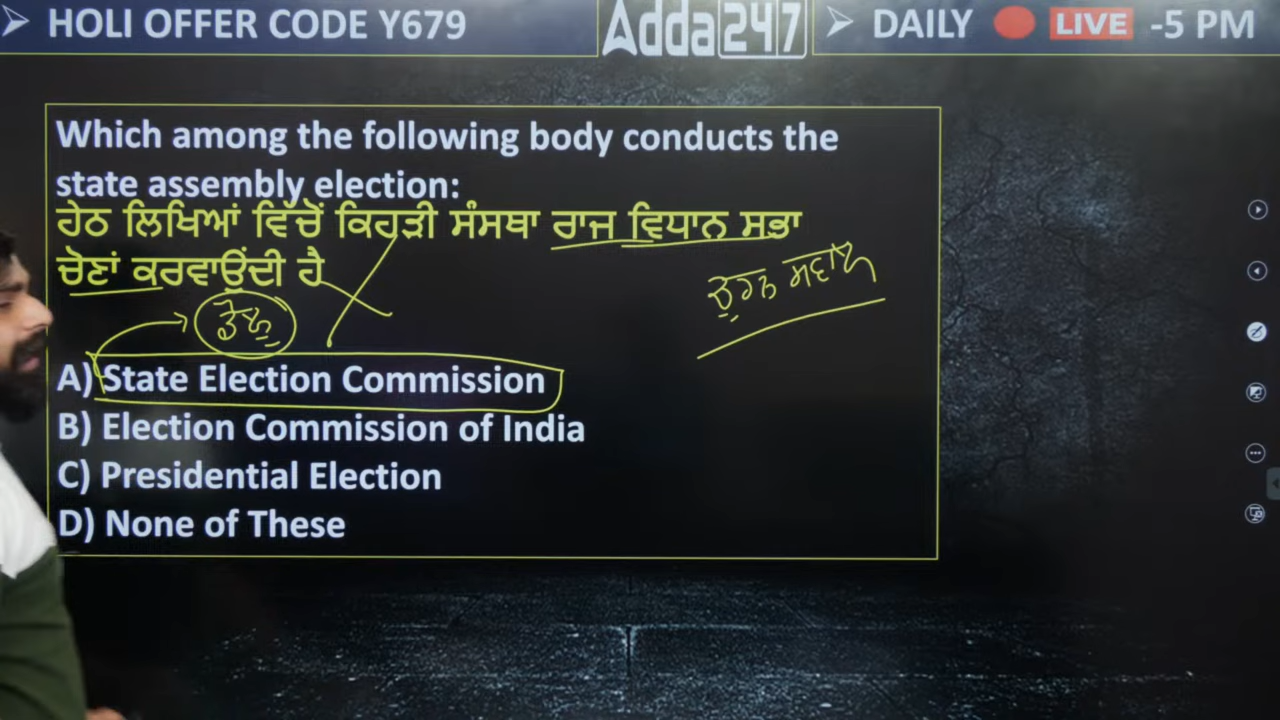 HOLI OFFER CODE Y679
Adda247
DAILY LIVE -5 PM
Which among the following body conducts the
state assembly election:
ਹੇਠ ਲਿਖਿਆਂ ਵਿੱਚੋਂ ਕਿਹੜੀ ਸੰਸਥਾ ਰਾਜ ਵਿਧਾਨ ਸਭਾ
ਚੋਣਾਂ ਕਰਵਾਉਂਦੀ ਹੈ
A) State Election Commission
B) Election Commission of India
C) Presidential Election
D) None of These